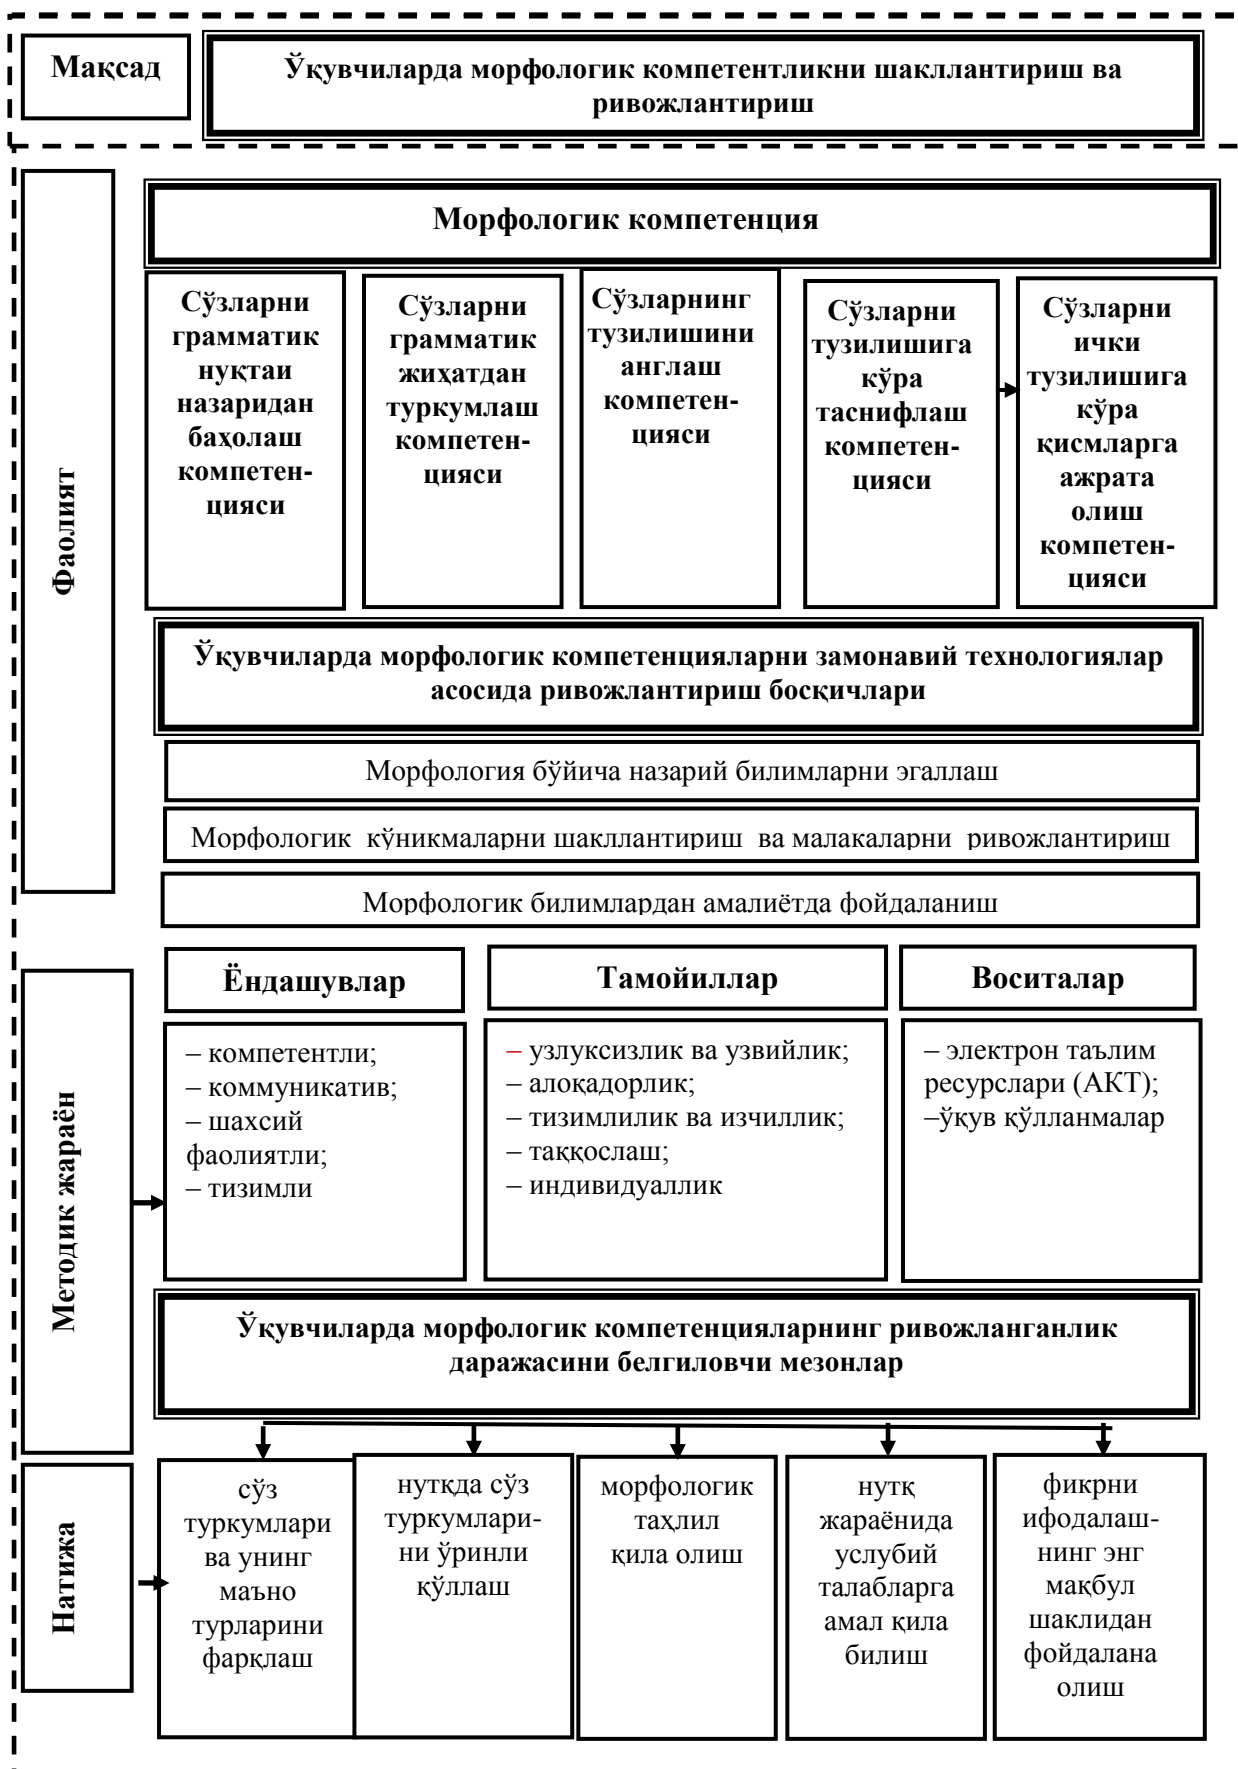 Мақсад
Ўқувчиларда морфологик компетентликни шакллантириш ва
ривожлантириш
Фаолият
Морфологик компетенция
Сўзларни
грамматик
нуқтаи
назаридан
баҳолаш
компетен-
цияси
Сўзларни
грамматик
жиҳатдан
туркумлаш
компетен-
цияси
Сўзларнинг
тузилишини
англаш
компетен-
цияси
Сўзларни
тузилишига
кўра
таснифлаш
компетен-
цияси
Сўзларни
ички
тузилишига
кўра
қисмларга
ажрата
олиш
компетен-
цияси
Ўқувчиларда морфологик компетенцияларни замонавий технологиялар
асосида ривожлантириш босқичлари
Морфология бўйича назарий билимларни эгаллаш
Морфологик кўникмаларни шакллантириш ва малакаларни ривожлантириш
Морфологик билимлардан амалиётда фойдаланиш
Методик жараён
Ёндашувлар
– компетентли;
– коммуникатив;
– шахсий
фаолиятли;
– тизимли
Тамойиллар
– узлуксизлик ва узвийлик;
– алоқадорлик;
– тизимлилик ва изчиллик;
– таққослаш;
– индивидуаллик
Воситалар
– электрон таълим
ресурслари (АКТ);
–ўқув қўлланмалар
Ўқувчиларда морфологик компетенцияларнинг ривожланганлик
даражасини белгиловчи мезонлар
Натижа
сўз
туркумлари
ва унинг
маъно
турларини
фарқлаш
нутқда сўз
туркумлари-
ни ўринли
қўллаш
морфологик
таҳлил
қила олиш
нутқ
жараёнида
услубий
талабларга
амал қила
билиш
фикрни
ифодалаш-
нинг энг
мақбул
шаклидан
фойдалана
олиш